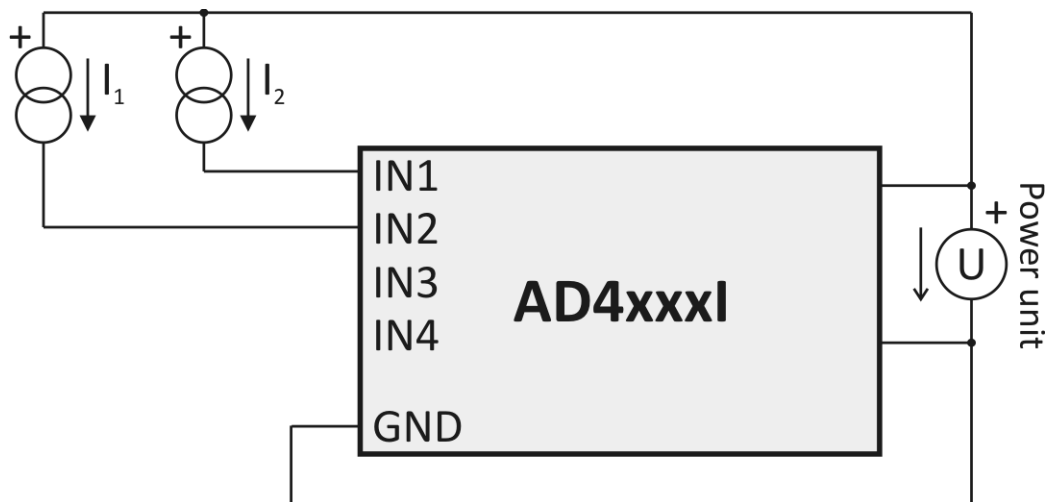 +
I1
+
I2
IN1
IN2
IN3
IN4
GND
AD4xxxI
+
U
Power unit